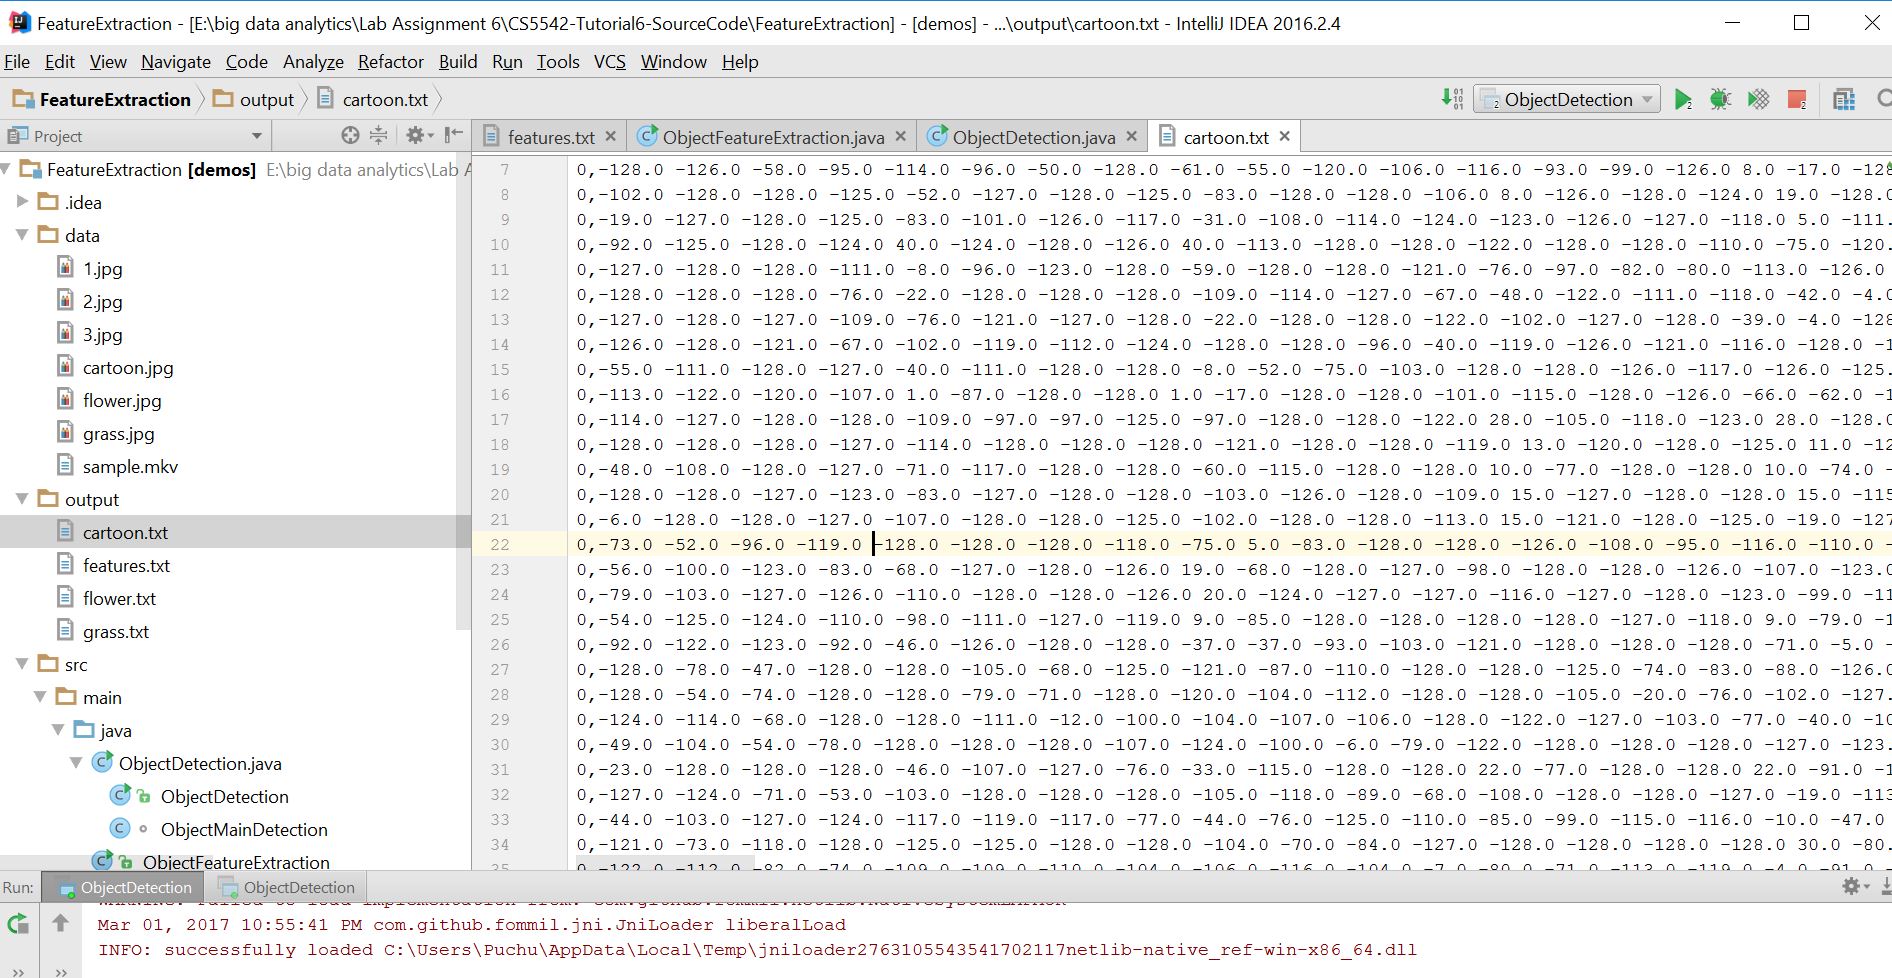 FeatureExtraction - [E:\big data analytics\Lab Assignment 6\CS5542-Tutorial6-SourceCode\FeatureExtraction] - [demos] - ...\output\cartoon.txt - IntelliJ IDEA 2016.2.4
File Edit View Navigate Code Analyze Refactor Build Run Tools VCS Window Help
FeatureExtraction output cartoon.txt ObjectDetection
Project
features.txt ObjectFeatureExtraction.java ObjectDetection.java cartoon.txt
FeatureExtraction [demos] E:\big data analytics\Lab A
.idea
data
1.jpg
2.jpg
3.jpg
cartoon.jpg
flower.jpg
grass.jpg
sample.mkv
output
cartoon.txt
features.txt
flower.txt
grass.txt
src
main
java
ObjectDetection.java
ObjectDetection
ObjectMainDetection
ObjectFeatureExtraction
7 0,-128.0 -126.0 -58.0 -95.0 -114.0 -96.0 -50.0 -128.0 -61.0 -55.0 -120.0 -106.0 -116.0 -93.0 -99.0 -126.0 8.0 -17.0 -128
8 0,-102.0 -128.0 -128.0 -125.0 -52.0 -127.0 -128.0 -125.0 -83.0 -128.0 -128.0 -106.0 8.0 -126.0 -128.0 -124.0 19.0 -128.0
9 0,-19.0 -127.0 -128.0 -125.0 -83.0 -101.0 -126.0 -117.0 -31.0 -108.0 -114.0 -124.0 -123.0 -126.0 -127.0 -118.0 5.0 -111.
10 0,-92.0 -125.0 -128.0 -124.0 40.0 -124.0 -128.0 -126.0 40.0 -113.0 -128.0 -128.0 -122.0 -128.0 -128.0 -110.0 -75.0 -120.
11 0,-127.0 -128.0 -128.0 -111.0 -8.0 -96.0 -123.0 -128.0 -59.0 -128.0 -128.0 -121.0 -76.0 -97.0 -82.0 -80.0 -113.0 -126.0
12 0,-128.0 -128.0 -128.0 -76.0 -22.0 -128.0 -128.0 -128.0 -109.0 -114.0 -127.0 -67.0 -48.0 -122.0 -111.0 -118.0 -42.0 -4.0
13 0,-127.0 -128.0 -127.0 -109.0 -76.0 -121.0 -127.0 -128.0 -22.0 -128.0 -128.0 -122.0 -102.0 -127.0 -128.0 -39.0 -4.0 -128
14 0,-126.0 -128.0 -121.0 -67.0 -102.0 -119.0 -112.0 -124.0 -128.0 -128.0 -96.0 -40.0 -119.0 -126.0 -121.0 -116.0 -128.0 -1
15 0,-55.0 -111.0 -128.0 -127.0 -40.0 -111.0 -128.0 -128.0 -8.0 -52.0 -75.0 -103.0 -128.0 -128.0 -126.0 -117.0 -126.0 -125.
16 0,-113.0 -122.0 -120.0 -107.0 1.0 -87.0 -128.0 -128.0 1.0 -17.0 -128.0 -128.0 -101.0 -115.0 -128.0 -126.0 -66.0 -62.0 -1
17 0,-114.0 -127.0 -128.0 -128.0 -109.0 -97.0 -97.0 -125.0 -97.0 -128.0 -128.0 -122.0 28.0 -105.0 -118.0 -123.0 28.0 -128.0
18 0,-128.0 -128.0 -128.0 -127.0 -114.0 -128.0 -128.0 -128.0 -121.0 -128.0 -128.0 -119.0 13.0 -120.0 -128.0 -125.0 11.0 -12
19 0,-48.0 -108.0 -128.0 -127.0 -71.0 -117.0 -128.0 -128.0 -60.0 -115.0 -128.0 -128.0 10.0 -77.0 -128.0 -128.0 10.0 -74.0 -
20 0,-128.0 -128.0 -127.0 -123.0 -83.0 -127.0 -128.0 -128.0 -103.0 -126.0 -128.0 -109.0 15.0 -127.0 -128.0 -128.0 15.0 -115
21 0,-6.0 -128.0 -128.0 -127.0 -107.0 -128.0 -128.0 -125.0 -102.0 -128.0 -128.0 -113.0 15.0 -121.0 -128.0 -125.0 -19.0 -127
22 0,-73.0 -52.0 -96.0 -119.0 -128.0 -128.0 -128.0 -118.0 -75.0 5.0 -83.0 -128.0 -128.0 -126.0 -108.0 -95.0 -116.0 -110.0 -
23 0,-56.0 -100.0 -123.0 -83.0 -68.0 -127.0 -128.0 -126.0 19.0 -68.0 -128.0 -127.0 -98.0 -128.0 -128.0 -126.0 -107.0 -123.0
24 0,-79.0 -103.0 -127.0 -126.0 -110.0 -128.0 -128.0 -126.0 20.0 -124.0 -127.0 -127.0 -116.0 -127.0 -128.0 -123.0 -99.0 -11
25 0,-54.0 -125.0 -124.0 -110.0 -98.0 -111.0 -127.0 -119.0 9.0 -85.0 -128.0 -128.0 -128.0 -127.0 -128.0 -118.0 9.0 -79.0 -1
26 0,-92.0 -122.0 -123.0 -92.0 -46.0 -126.0 -128.0 -128.0 -37.0 -37.0 -93.0 -103.0 -121.0 -128.0 -128.0 -128.0 -71.0 -5.0 -
27 0,-128.0 -78.0 -47.0 -128.0 -128.0 -105.0 -68.0 -125.0 -121.0 -87.0 -110.0 -128.0 -128.0 -125.0 -74.0 -83.0 -88.0 -126.0
28 0,-128.0 -54.0 -74.0 -128.0 -128.0 -79.0 -71.0 -128.0 -120.0 -104.0 -112.0 -128.0 -128.0 -105.0 -20.0 -76.0 -102.0 -127.
29 0,-124.0 -114.0 -68.0 -128.0 -128.0 -111.0 -12.0 -100.0 -104.0 -107.0 -106.0 -128.0 -122.0 -127.0 -103.0 -77.0 -40.0 -10
30 0,-49.0 -104.0 -54.0 -78.0 -128.0 -128.0 -128.0 -107.0 -124.0 -100.0 -6.0 -79.0 -122.0 -128.0 -128.0 -128.0 -127.0 -123.
31 0,-23.0 -128.0 -128.0 -128.0 -46.0 -107.0 -127.0 -76.0 -33.0 -115.0 -128.0 -128.0 22.0 -77.0 -128.0 -128.0 22.0 -91.0 -1
32 0,-127.0 -124.0 -71.0 -53.0 -103.0 -128.0 -128.0 -128.0 -105.0 -118.0 -89.0 -68.0 -108.0 -128.0 -128.0 -127.0 -19.0 -113
33 0,-44.0 -103.0 -127.0 -124.0 -117.0 -119.0 -117.0 -77.0 -44.0 -76.0 -125.0 -110.0 -85.0 -99.0 -115.0 -116.0 -10.0 -47.0
34 0,-121.0 -73.0 -118.0 -128.0 -125.0 -125.0 -128.0 -128.0 -104.0 -70.0 -84.0 -127.0 -128.0 -128.0 -128.0 -128.0 30.0 -80.
Run: ObjectDetection ObjectDetection
Mar 01, 2017 10:55:41 PM com.github.fommil.jni.JniLoader liberalLoad
INFO: successfully loaded C:\Users\Puchu\AppData\Local\Temp\jniloader2763105543541702117netlib-native_ref-win-x86_64.dll